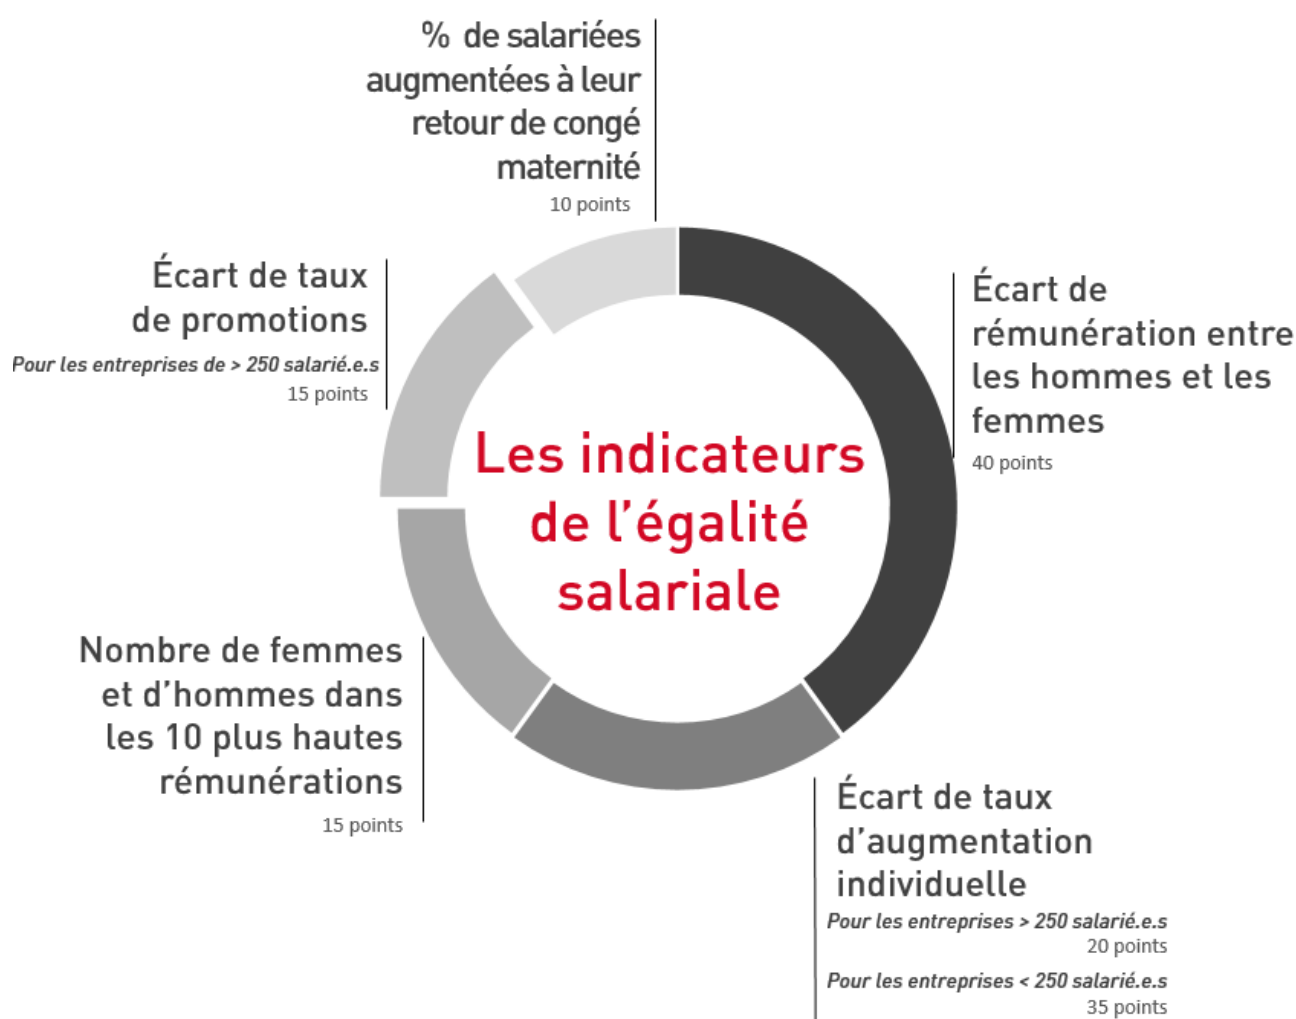 % de salariées
augmentées à leur
retour de congé
maternité
10 points
Écart de taux
de promotions
Pour les entreprises de > 250 salarié.e.s
15 points
Écart de
rémunération entre
les hommes et les
femmes
40 points
Les indicateurs
de l’égalité
salariale
Nombre de femmes
et d’hommes dans
les 10 plus hautes
rémunérations
15 points
Écart de taux
d’augmentation
individuelle
Pour les entreprises > 250 salarié.e.s
20 points
Pour les entreprises < 250 salarié.e.s
35 points